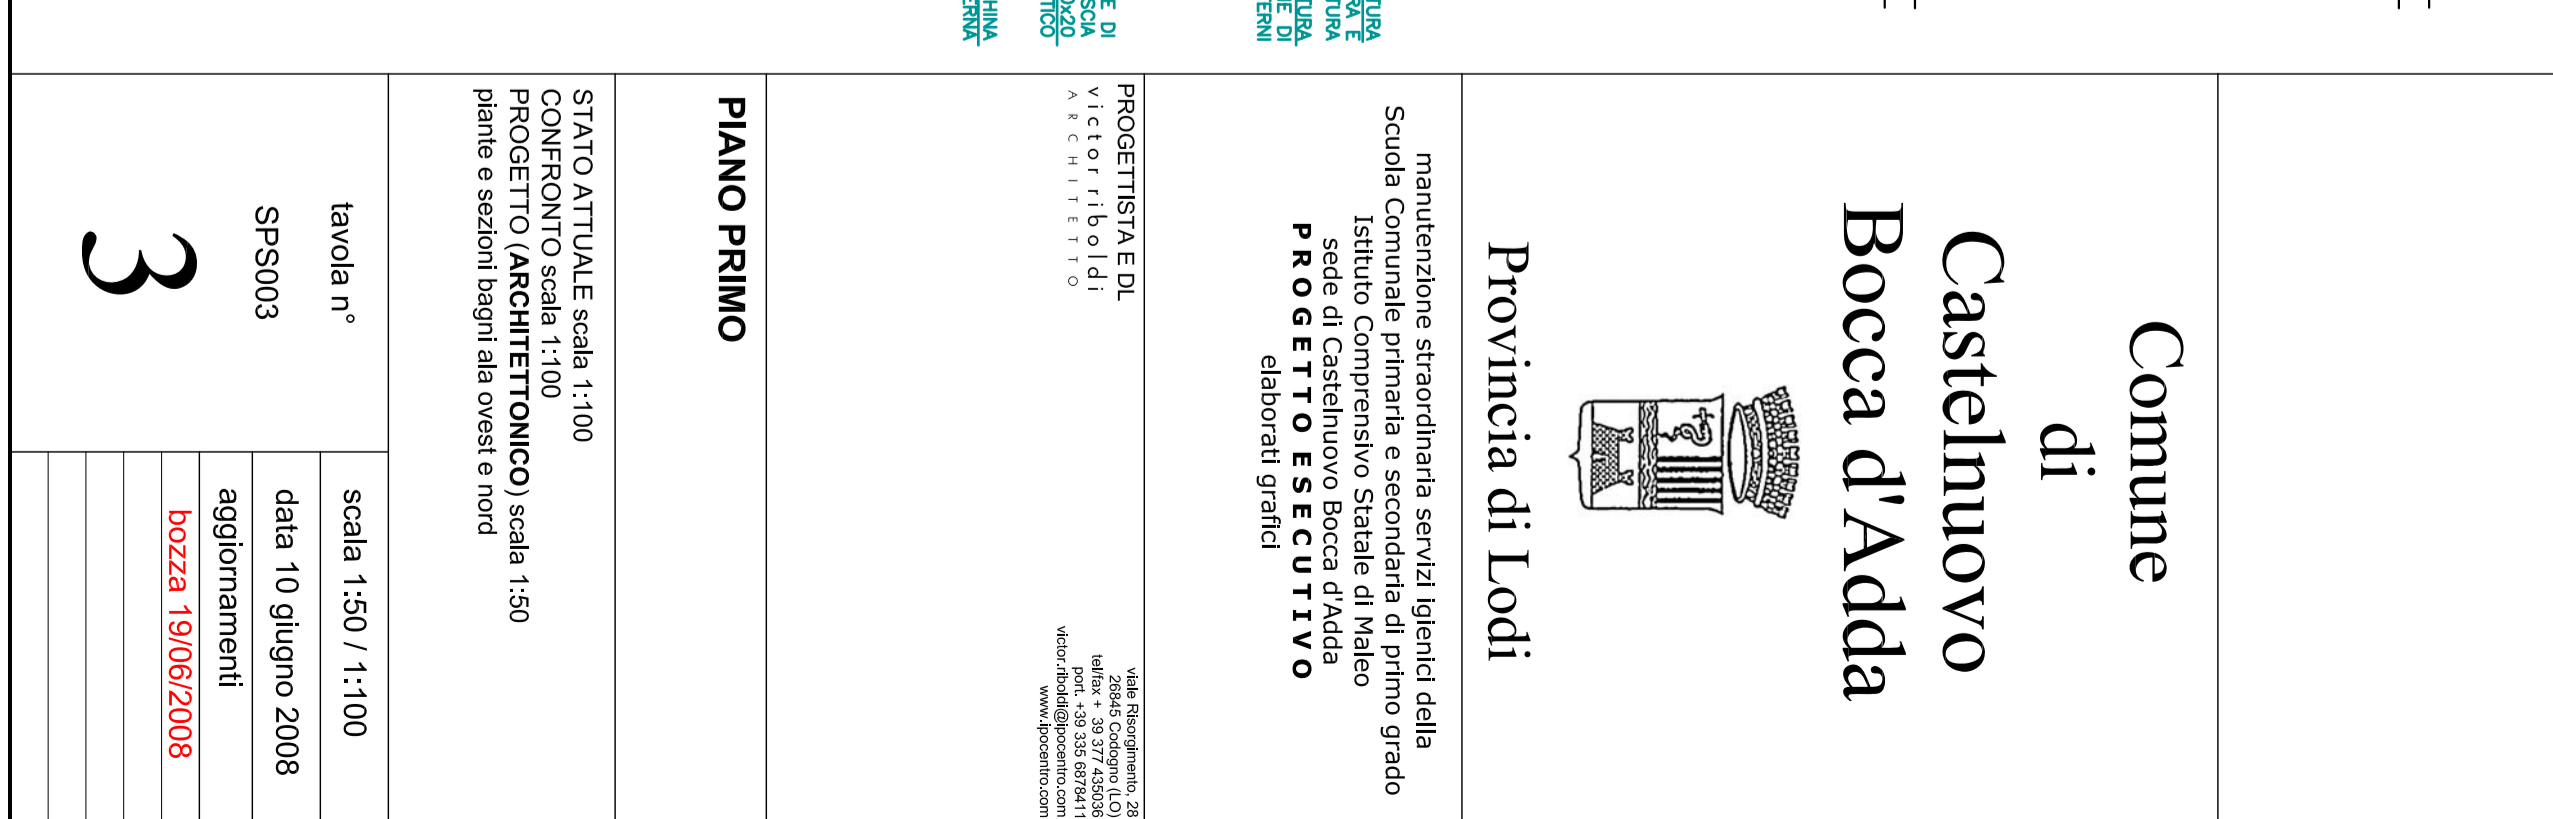 Comune
di
Castelnuovo
Bocca d'Adda
Provincia di Lodi
manutenzione straordinaria servizi igienici della
Scuola Comunale primaria e secondaria di primo grado
Istituto Comprensivo Statale di Maleo
sede di Castelnuovo Bocca d'Adda
PROGETTO ESECUTIVO
elaborati grafici
PROGETTISTA E DL
victor riboldi
ARCHITETTO
viale Risorgimento, 28
26845 Codogno (LO)
tel/fax + 39 377 435036
port. +39 335 6878411
victor.riboldi@ipocentro.com
www.ipocentro.com
PIANO PRIMO
STATO ATTUALE scala 1:100
CONFRONTO scala 1:100
PROGETTO (ARCHITETTONICO) scala 1:50
piante e sezioni bagni ala ovest e nord
tavola n°
SPS003
3
scala 1:50 / 1:100
data 10 giugno 2008
aggiornamenti
bozza 19/06/2008